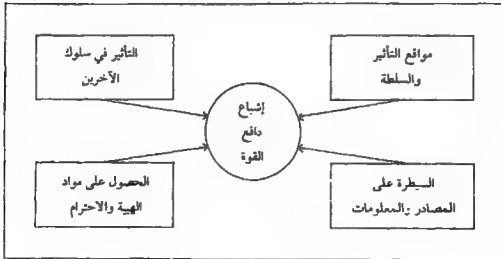 مواقع التأثير
والسلطة
التأثير في سلوك
الآخرين
إشباع
دافع
القوة
السيطرة على
المصادر والمعلومات
الحصول على مواد
الهيبة والاحترام